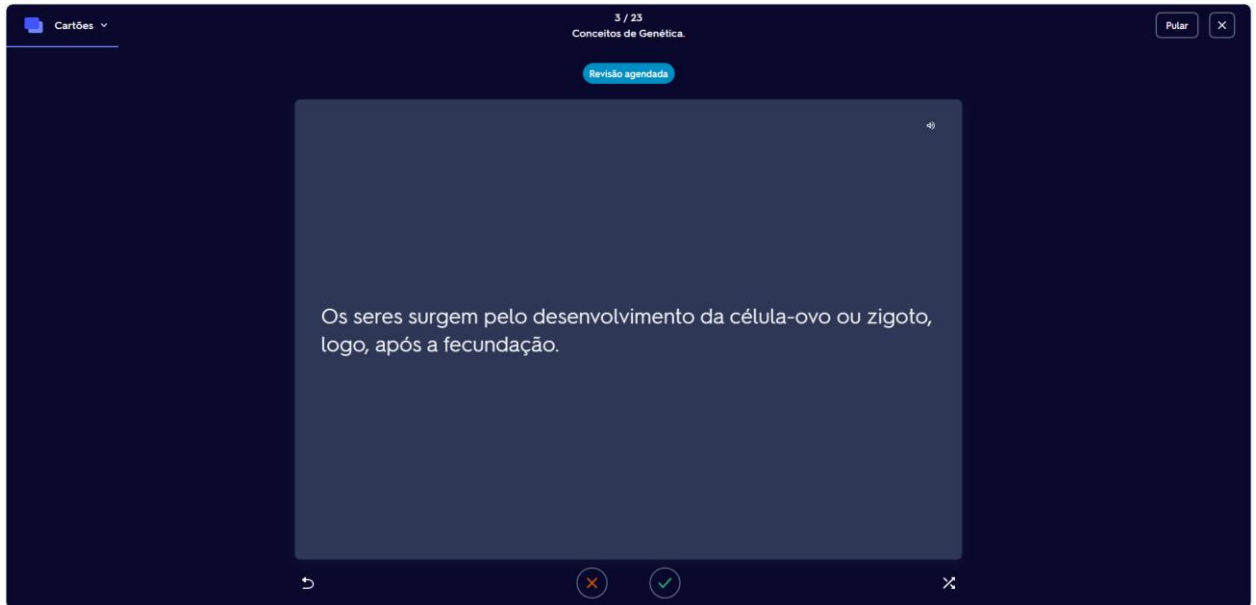 Cartões
3 / 23
Conceitos de Genética.
Pular
Revisão agendada
Os seres surgem pelo desenvolvimento da célula-ovo ou zigoto,
logo, após a fecundação.